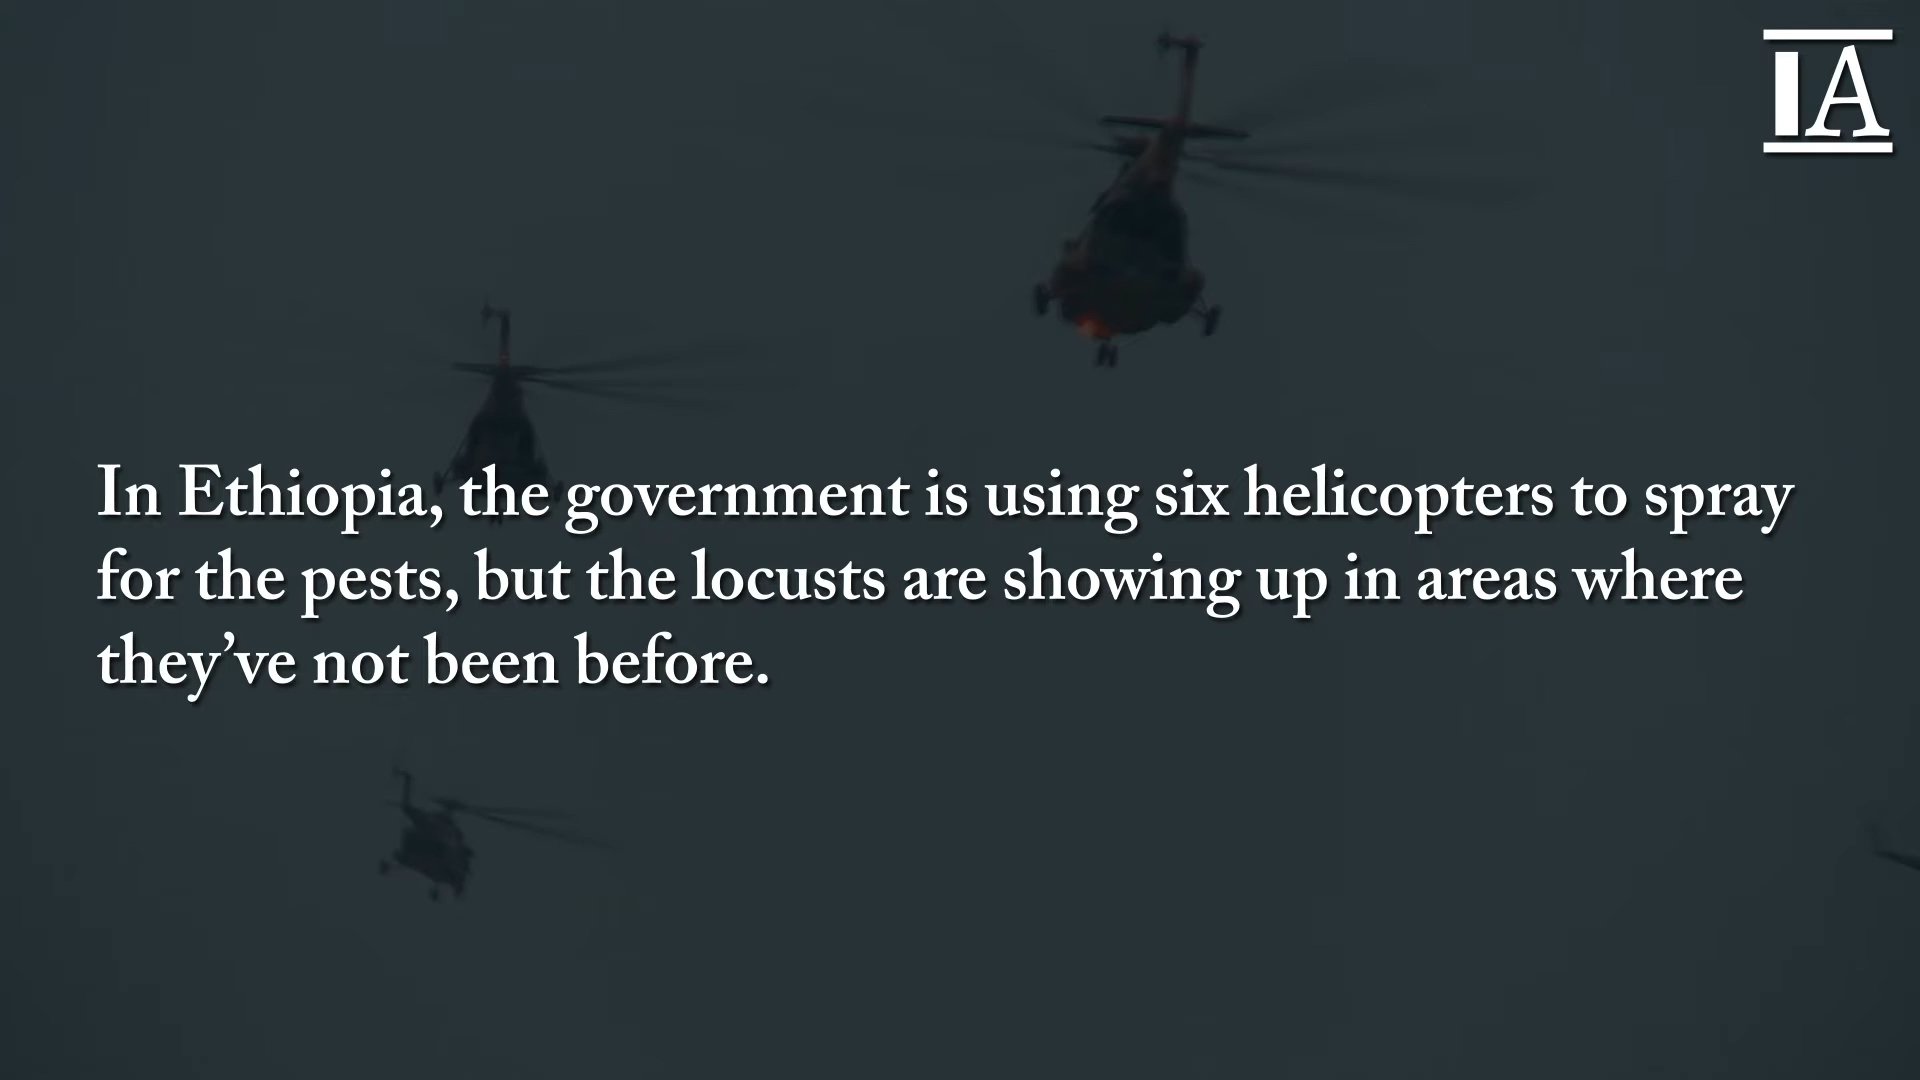 IA
In Ethiopia, the government is using six helicopters to spray
for the pests, but the locusts are showing up in areas where
they’ve not been before.